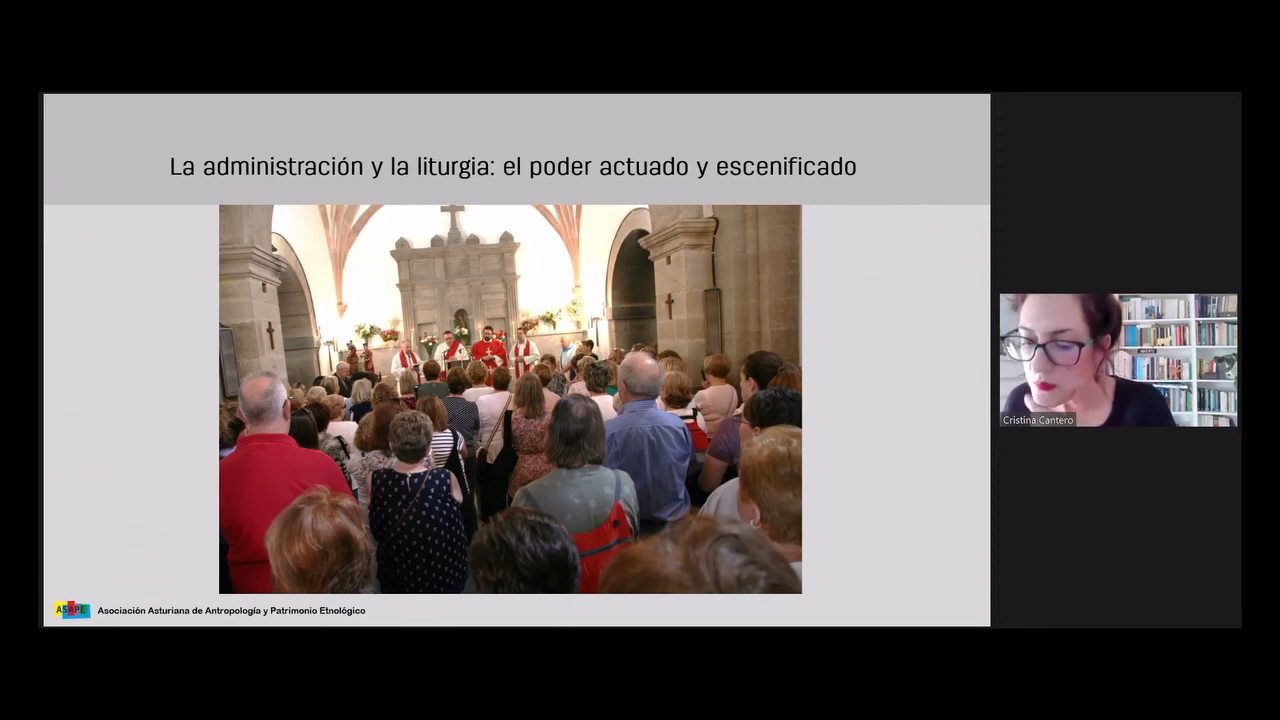 La administración y la liturgia: el poder actuado y escenificado
Cristina Cantero
ASAPE Asociación Asturiana de Antropología y Patrimonio Etnológico